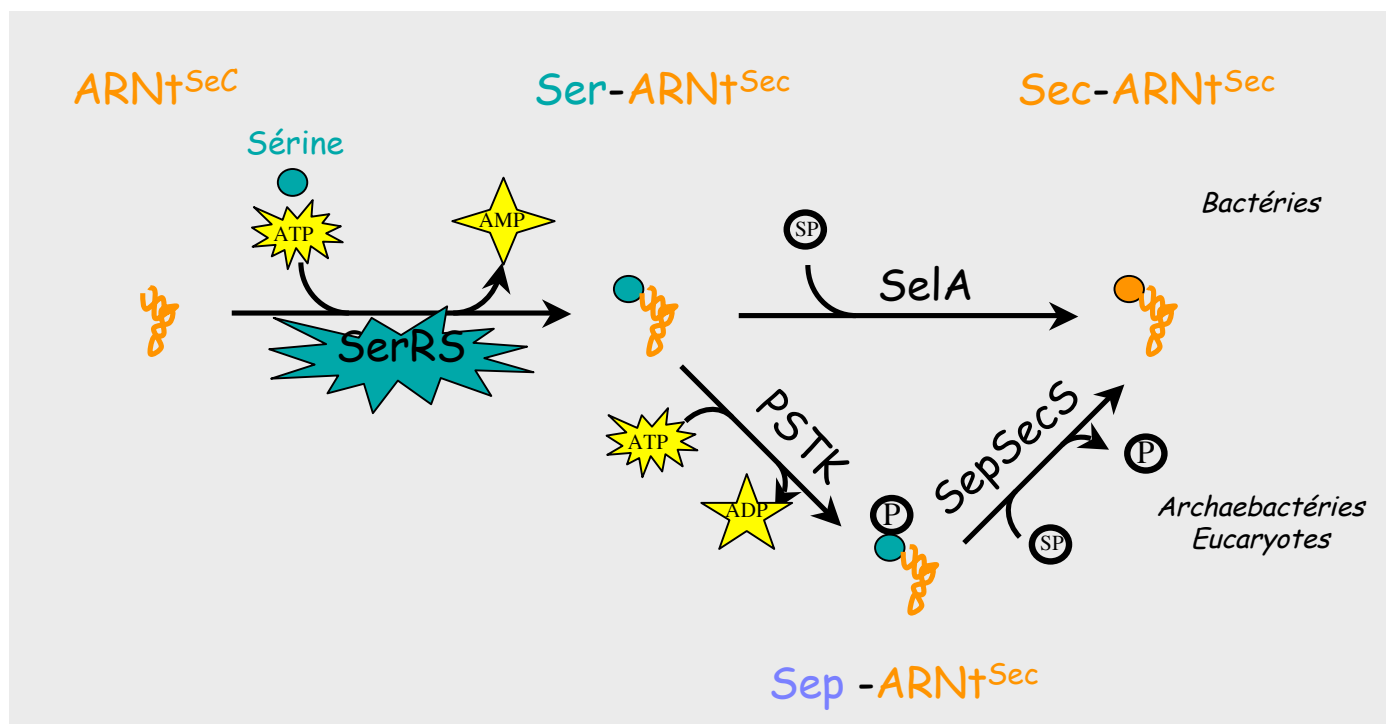 ARNtSeC
Ser-ARNtSec
Sec-ARNtSec
Sérine
ATP
AMP
SP
Bactéries
SelA
SerRS
PSTK
ATP
ADP
SepSecS
P
P
SP
Archaebactéries
Eucaryotes
Sep -ARNtSec